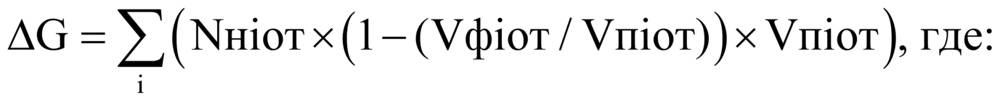 ΔG = ∑ i (Nніот × (1 − (Vфіот / Vпіот)) × Vпіот), где: